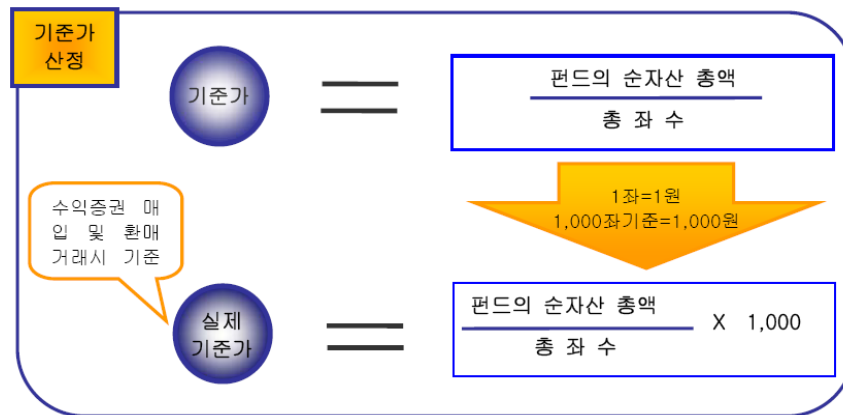 기준가
산정
기준가
펀드의 순자산 총액
총 좌 수
1좌=1원
1,000좌기준=1,000원
수익증권 매
입 및 환매
거래시 기준
실제
기준가
펀드의 순자산 총액
X 1,000
총 좌 수